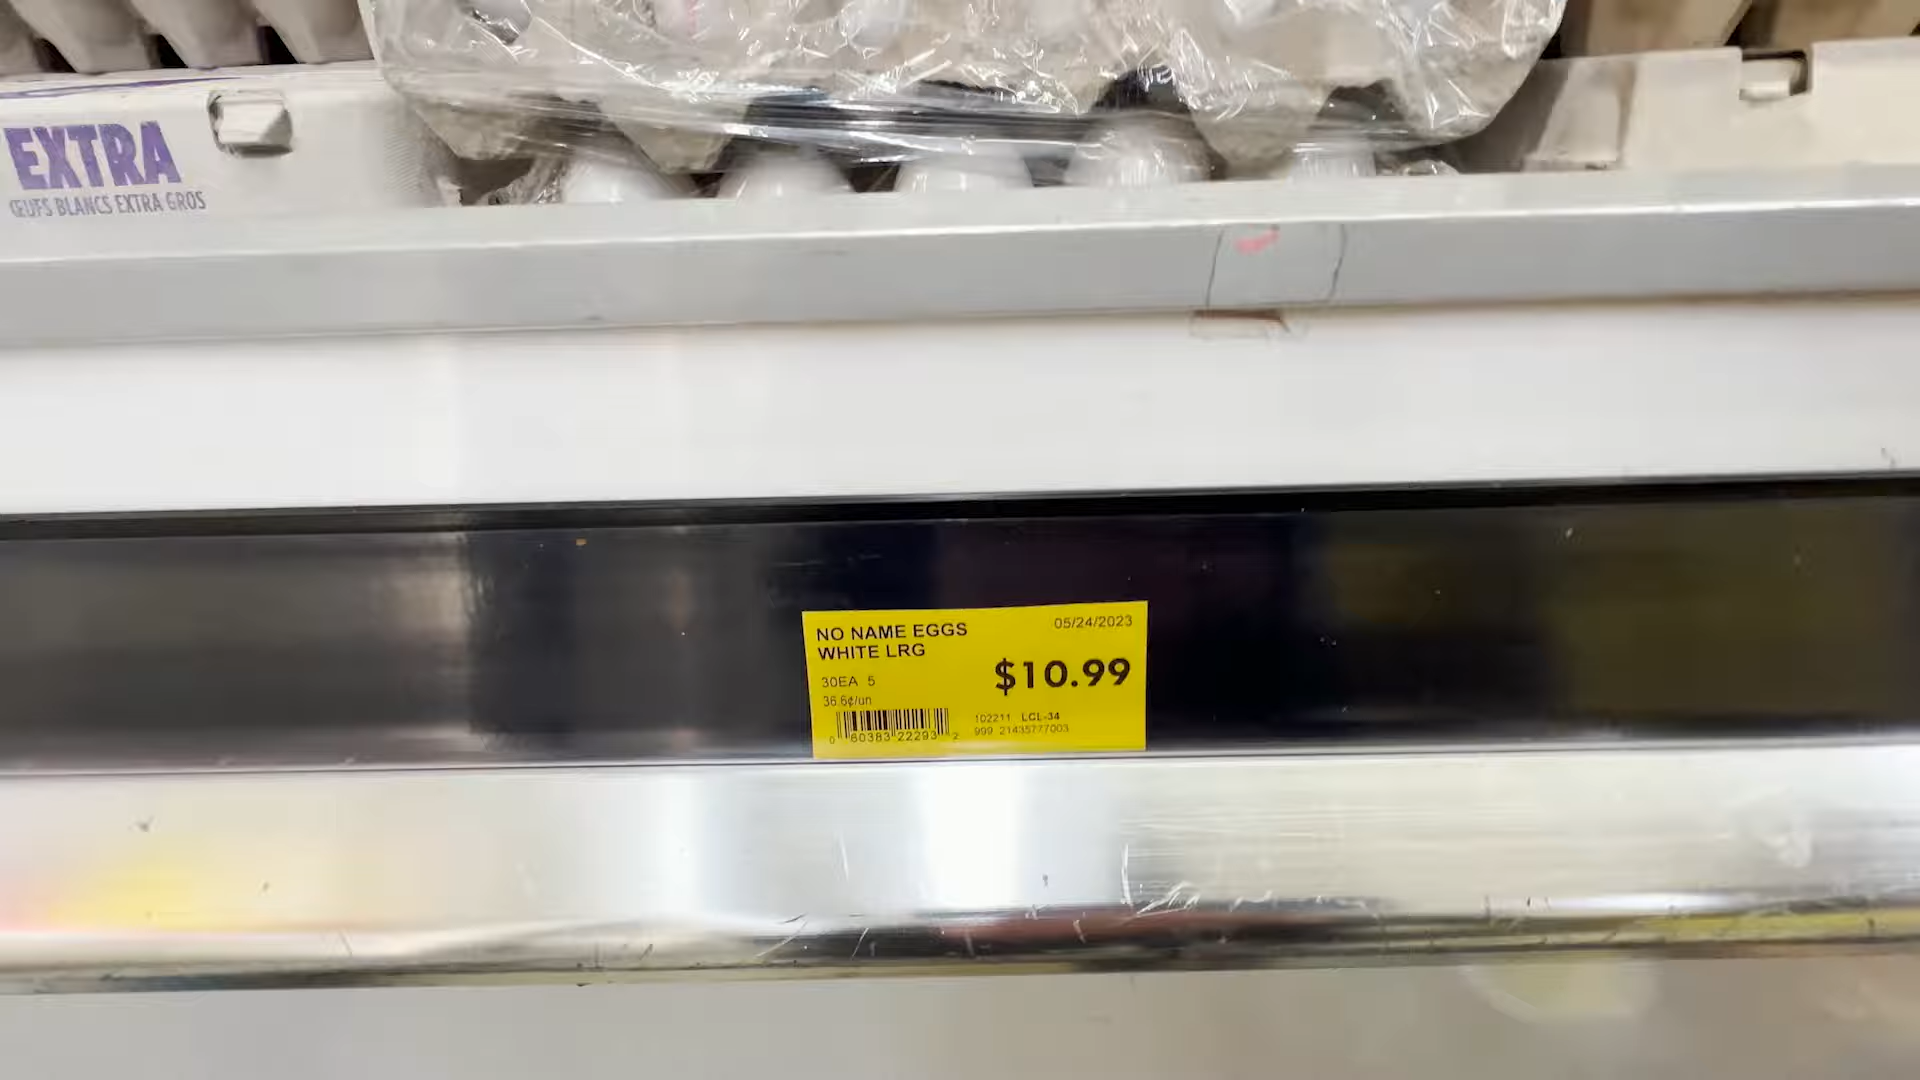 EXTRA
ŒUFS BLANCS EXTRA GROS
NO NAME EGGS
WHITE LRG
05/24/2023
$10.99
30EA 5
36.6¢/un
102211 LCL-34
999 21435777003
0 60383 22293 2